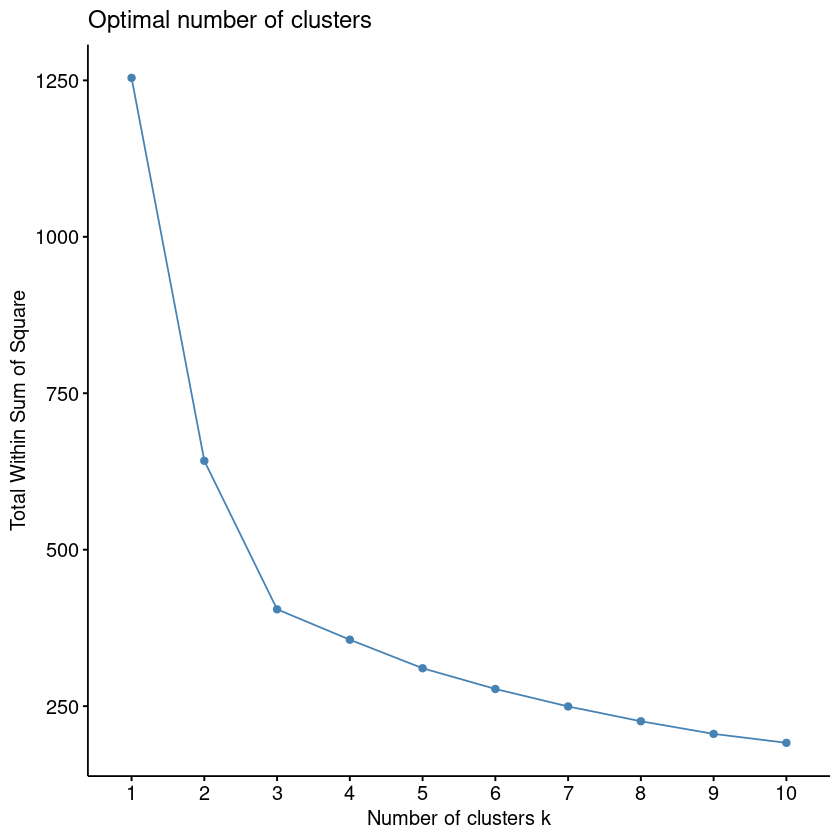 Optimal number of clusters
1250
1000
750
500
250
Total Within Sum of Square
1 2 3 4 5 6 7 8 9 10
Number of clusters k